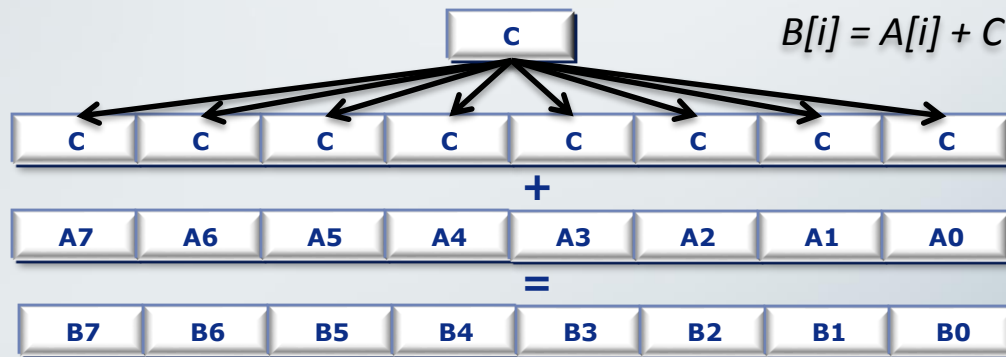 C
B[i] = A[i] + C
C C C C C C C C
+
A7 A6 A5 A4 A3 A2 A1 A0
=
B7 B6 B5 B4 B3 B2 B1 B0